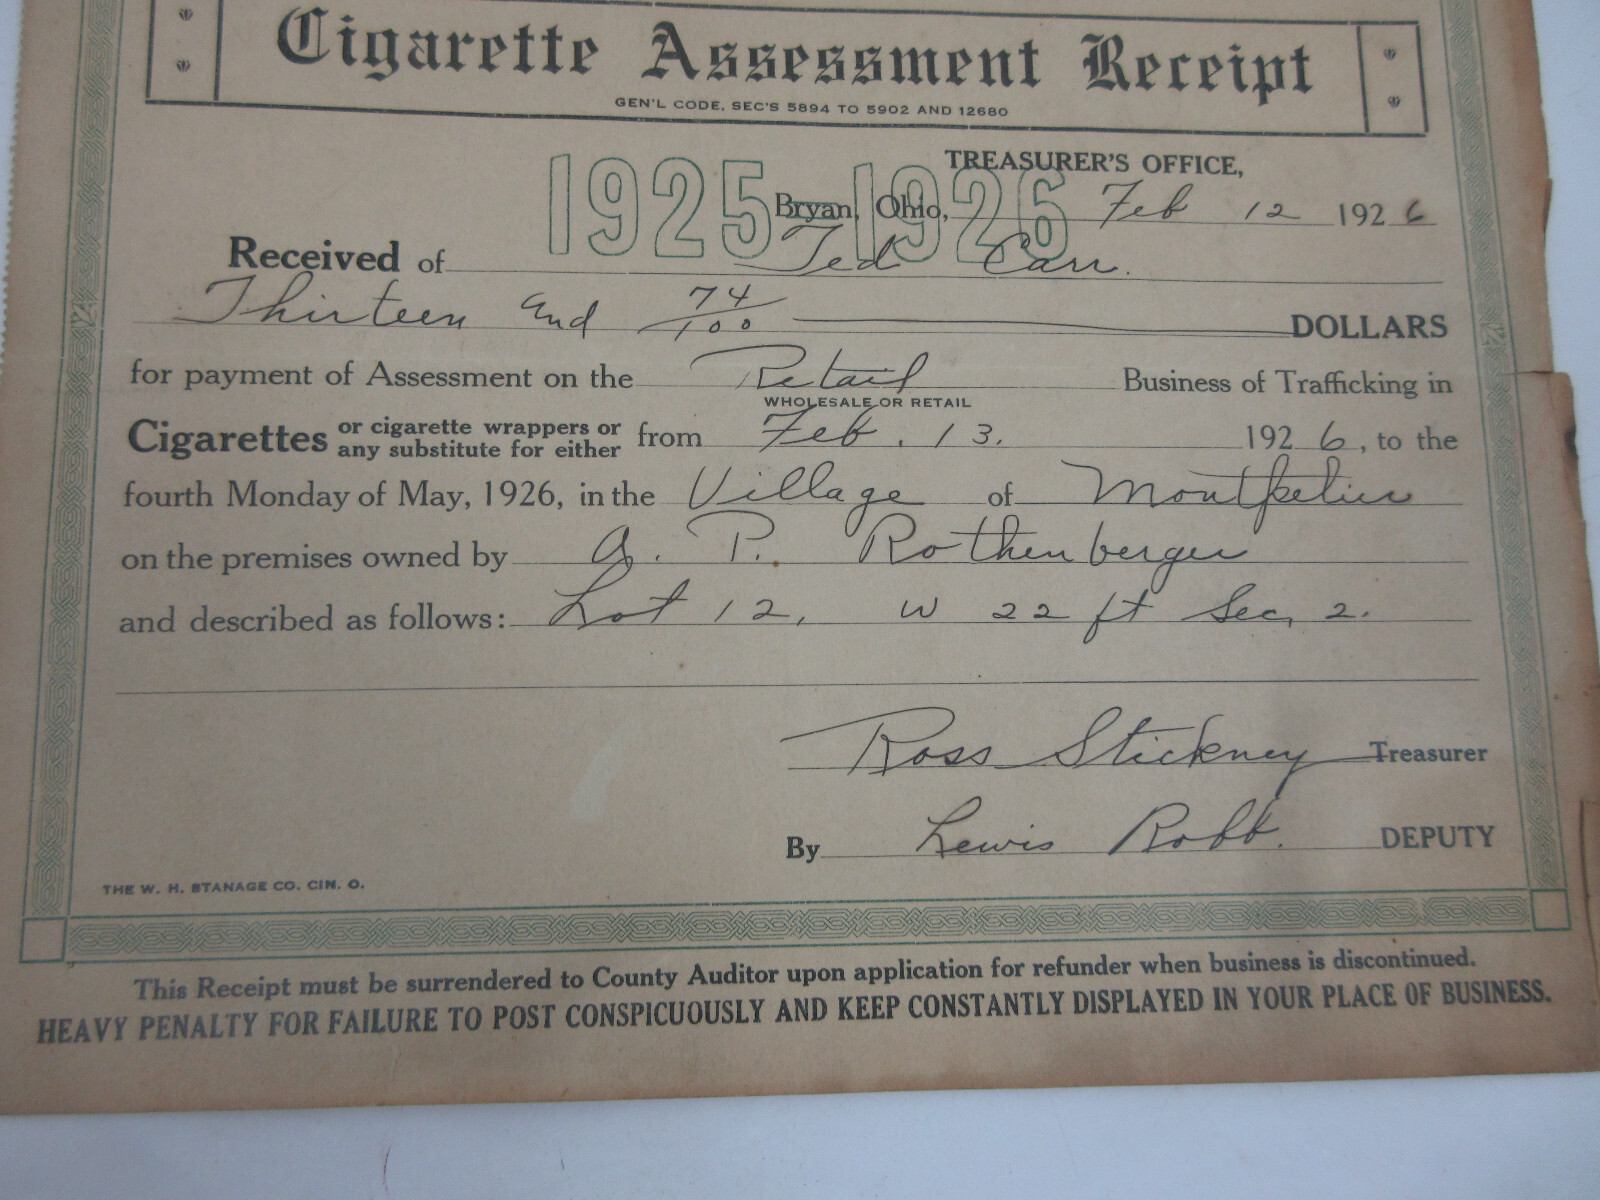 Cigarette Assessment Receipt
GEN'L CODE, SEC'S 5894 TO 5902 AND 12680
1925-1926
TREASURER'S OFFICE,
Bryan, Ohio, Feb 12 1926
Received of Ted Carr.
Thirteen and 74/100 DOLLARS
for payment of Assessment on the Retail Business of Trafficking in
WHOLESALE OR RETAIL
Cigarettes or cigarette wrappers or any substitute for either from Feb. 13. 1926, to the
fourth Monday of May, 1926, in the Village of Montpelier
on the premises owned by A. P. Rothenberger
and described as follows: Lot 12, W 22 ft Sec, 2.
Ross Stickney Treasurer
By Lewis Robb. DEPUTY
THE W. H. STANAGE CO. CIN. O.
This Receipt must be surrendered to County Auditor upon application for refunder when business is discontinued.
HEAVY PENALTY FOR FAILURE TO POST CONSPICUOUSLY AND KEEP CONSTANTLY DISPLAYED IN YOUR PLACE OF BUSINESS.